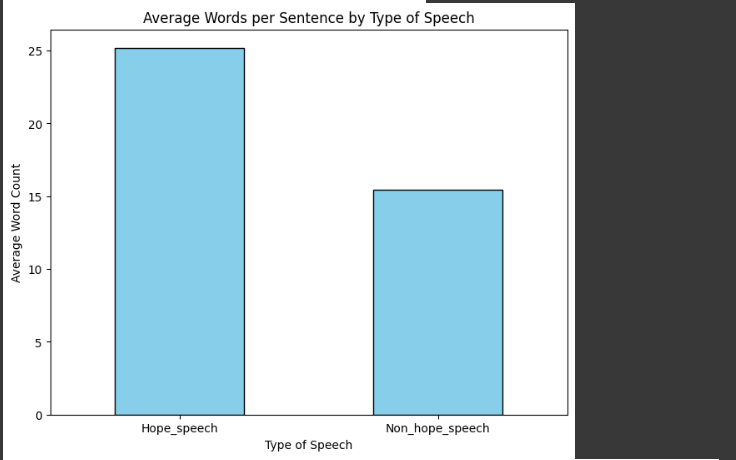 Average Words per Sentence by Type of Speech
25
20
15
10
5
0
Average Word Count
Hope_speech
Non_hope_speech
Type of Speech